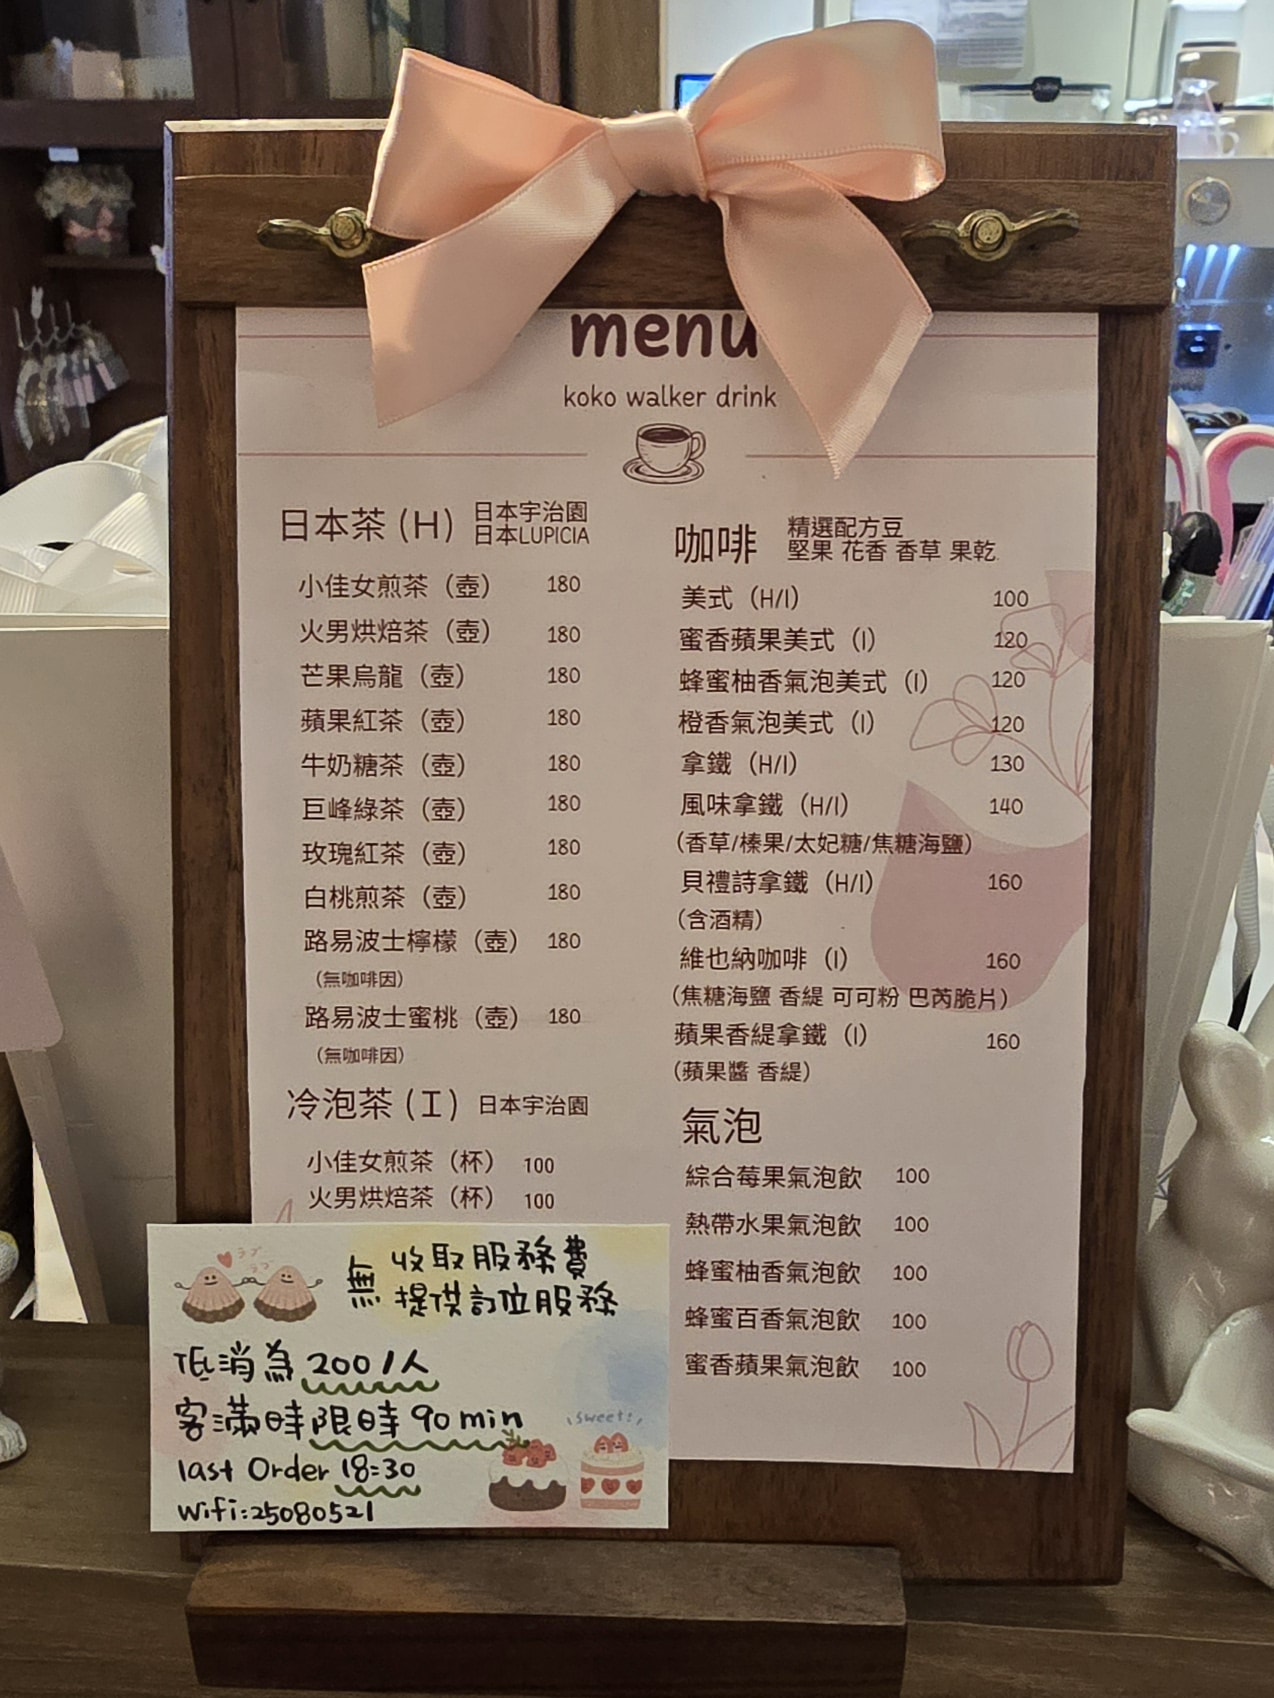 menu
koko walker drink
日本茶 (H) 日本宇治園
日本LUPICIA
小佳女煎茶（壺） 180
火男烘焙茶（壺） 180
芒果烏龍（壺） 180
蘋果紅茶（壺） 180
牛奶糖茶（壺） 180
巨峰綠茶（壺） 180
玫瑰紅茶（壺） 180
白桃煎茶（壺） 180
路易波士檸檬（壺） 180
（無咖啡因）
路易波士蜜桃（壺） 180
（無咖啡因）
冷泡茶 (I) 日本宇治園
小佳女煎茶（杯） 100
火男烘焙茶（杯） 100
咖啡 精選配方豆
堅果 花香 香草 果乾
美式（H/I） 100
蜜香蘋果美式（I） 120
蜂蜜柚香氣泡美式（I） 120
橙香氣泡美式（I） 120
拿鐵（H/I） 130
風味拿鐵（H/I） 140
（香草/榛果/太妃糖/焦糖海鹽）
貝禮詩拿鐵（H/I） 160
（含酒精）
維也納咖啡（I） 160
（焦糖海鹽 香緹 可可粉 巴芮脆片）
蘋果香緹拿鐵（I） 160
（蘋果醬 香緹）
氣泡
綜合莓果氣泡飲 100
熱帶水果氣泡飲 100
蜂蜜柚香氣泡飲 100
蜂蜜百香氣泡飲 100
蜜香蘋果氣泡飲 100
無 收取服務費
提供訂位服務
低消為200/人
客滿時限時90min
last Order 18:30
Wifi:25080521
sweet!